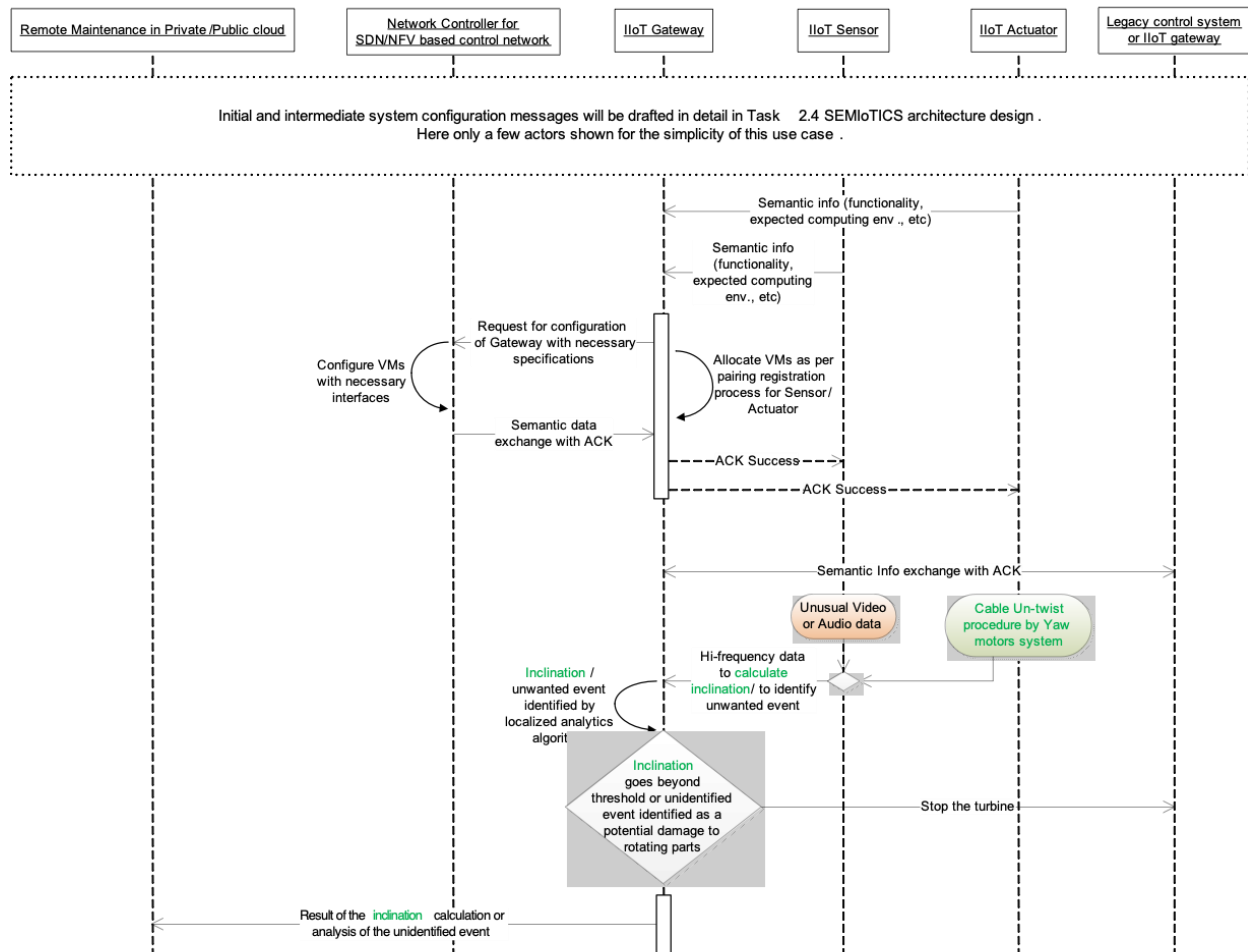 Remote Maintenance in Private /Public cloud
Network Controller for
SDN/NFV based control network
IIoT Gateway
IIoT Sensor
IIoT Actuator
Legacy control system
or IIoT gateway
Initial and intermediate system configuration messages will be drafted in detail in Task 2.4 SEMIoTICS architecture design .
Here only a few actors shown for the simplicity of this use case .
Semantic info (functionality,
expected computing env ., etc)
Semantic info
(functionality,
expected computing
env., etc)
Request for configuration
of Gateway with necessary
specifications
Configure VMs
with necessary
interfaces
Allocate VMs as per
pairing registration
process for Sensor/
Actuator
Semantic data
exchange with ACK
ACK Success
ACK Success
Semantic Info exchange with ACK
Unusual Video
or Audio data
Cable Un-twist
procedure by Yaw
motors system
Hi-frequency data
to calculate
inclination/ to identify
unwanted event
Inclination /
unwanted event
identified by
localized analytics
Inclination
goes beyond
threshold or unidentified
event identified as a
potential damage to
rotating parts
Stop the turbine
Result of the inclination calculation or
analysis of the unidentified event